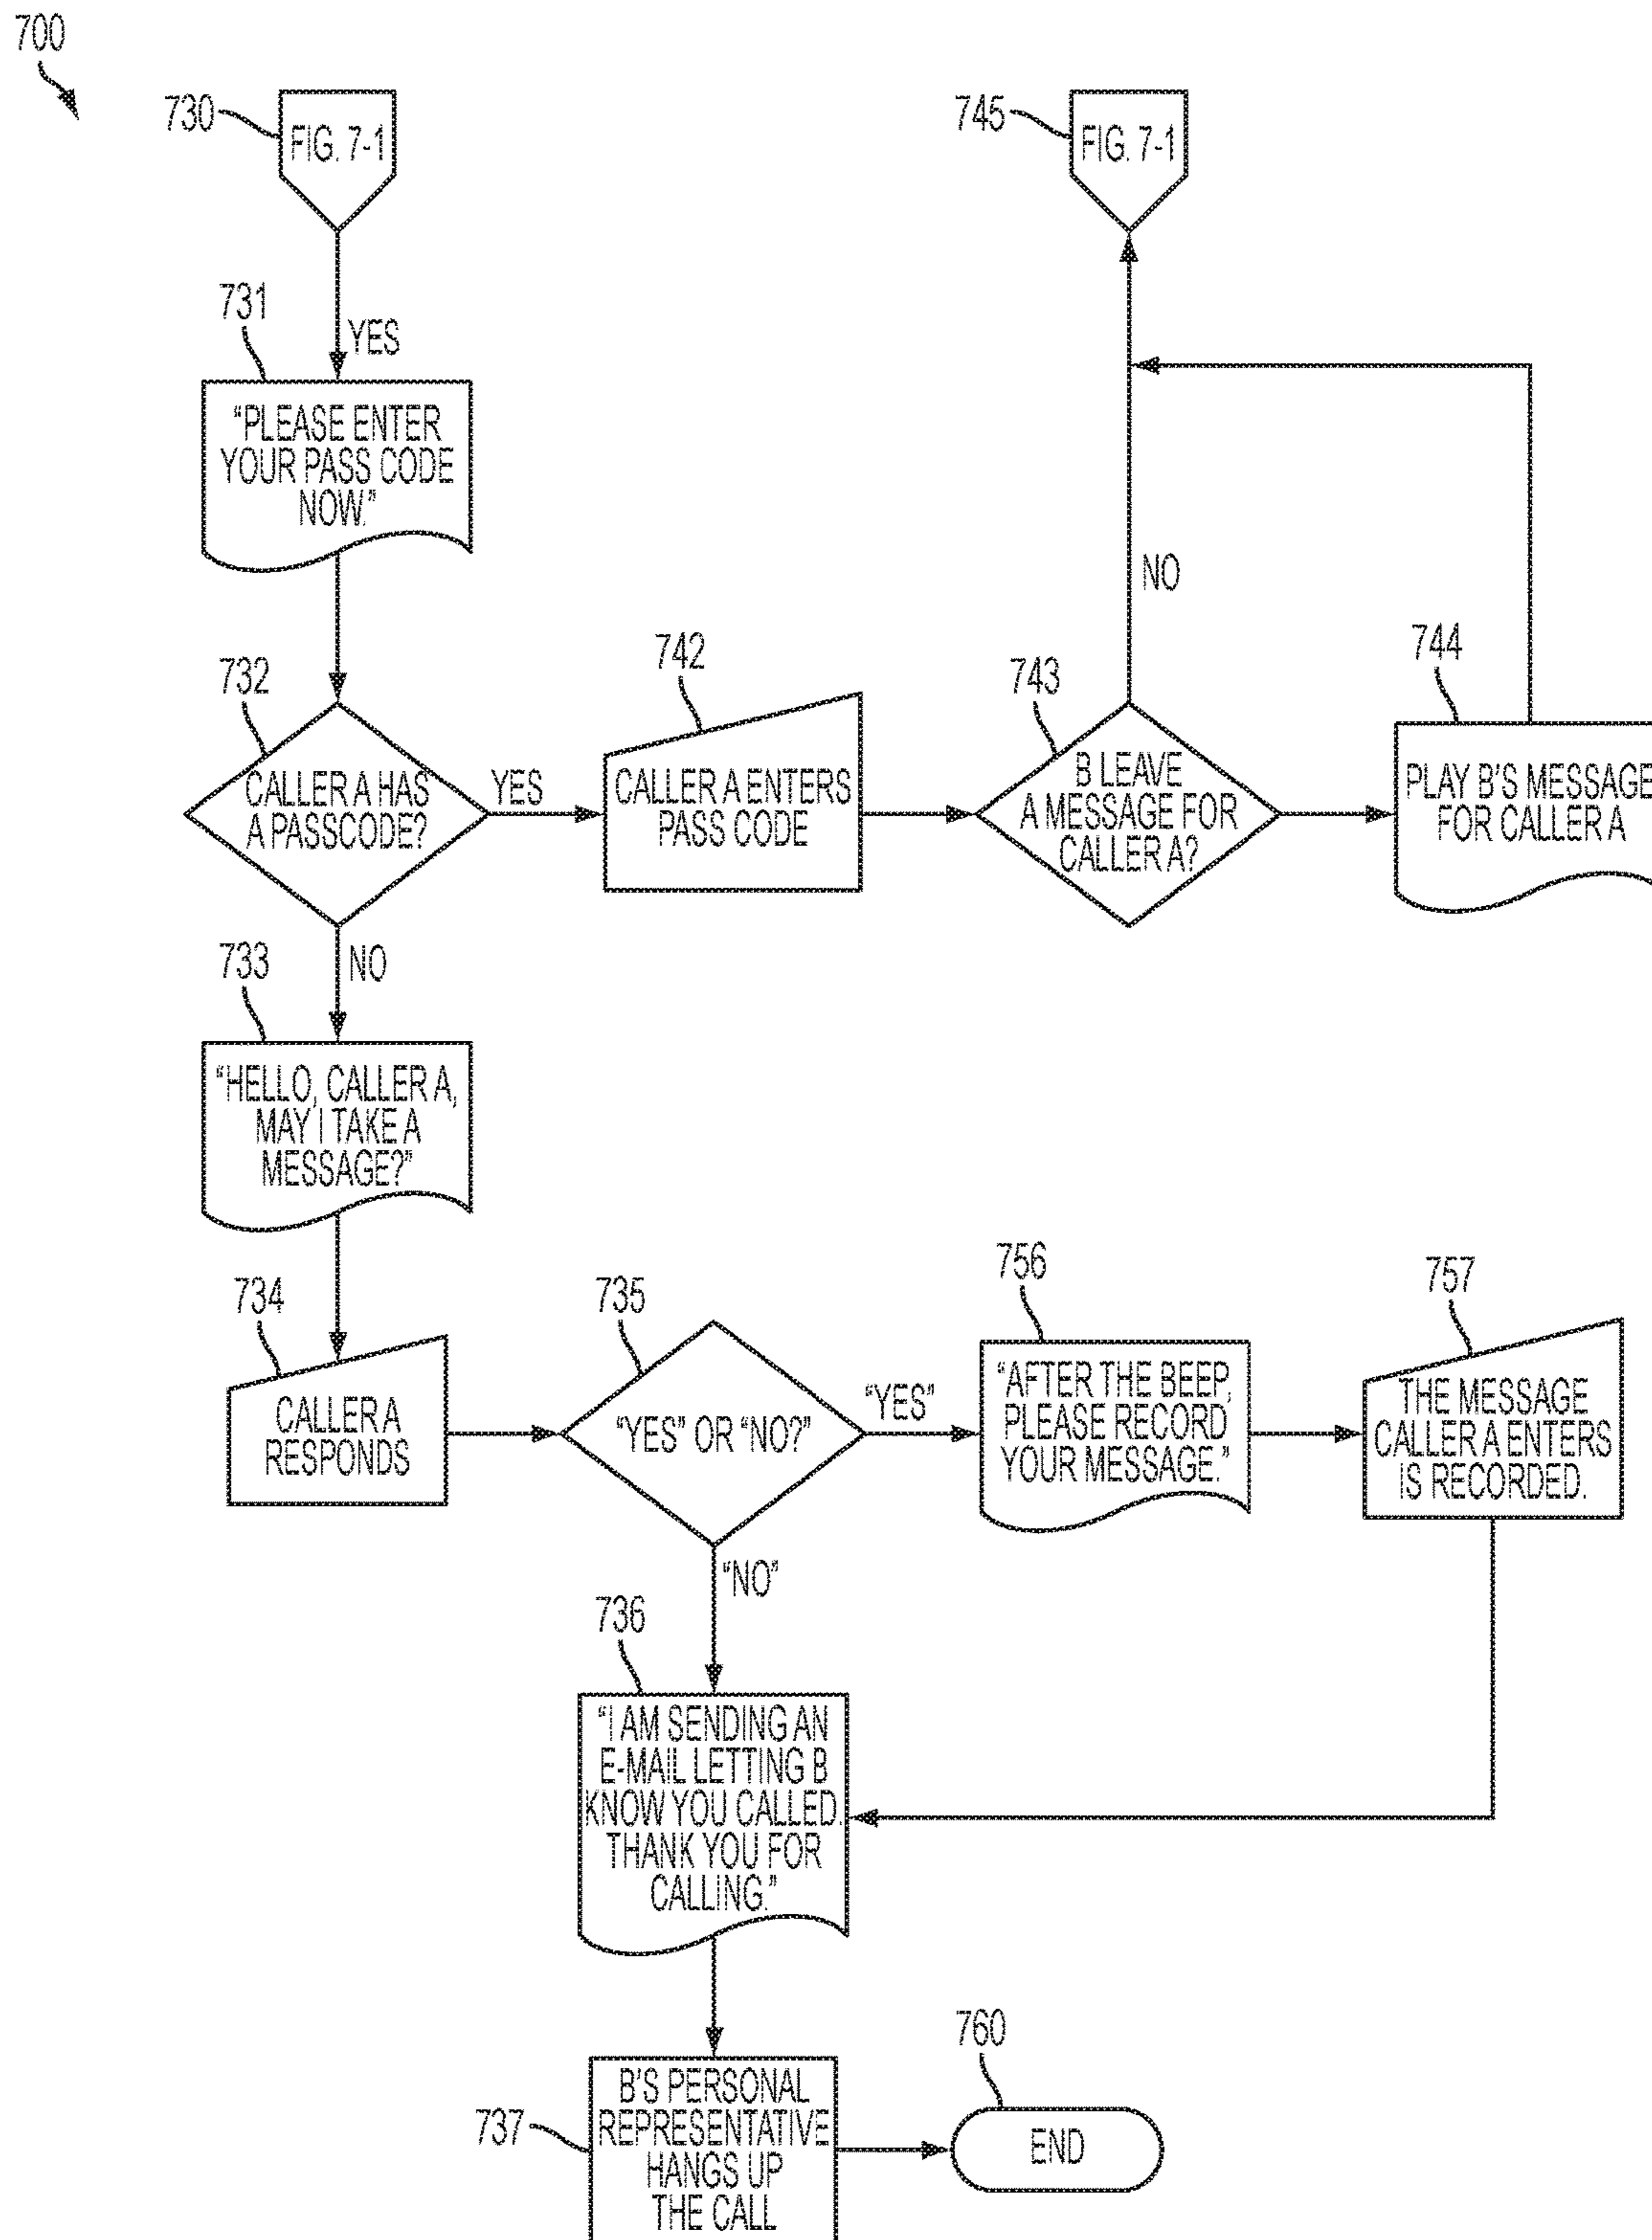 700
730
FIG. 7-1
745
FIG. 7-1
731
YES
“PLEASE ENTER
YOUR PASS CODE
NOW.”
732
CALLER A HAS
A PASSCODE?
YES
742
CALLER A ENTERS
PASS CODE
743
B LEAVE
A MESSAGE FOR
CALLER A?
NO
744
PLAY B'S MESSAGE
FOR CALLER A
NO
733
“HELLO, CALLER A,
MAY I TAKE A
MESSAGE?”
734
CALLER A
RESPONDS
735
“YES” OR “NO?”
“YES”
756
“AFTER THE BEEP,
PLEASE RECORD
YOUR MESSAGE.”
757
THE MESSAGE
CALLER A ENTERS
IS RECORDED.
“NO”
736
“I AM SENDING AN
E-MAIL LETTING B
KNOW YOU CALLED.
THANK YOU FOR
CALLING.”
737
B'S PERSONAL
REPRESENTATIVE
HANGS UP
THE CALL
760
END